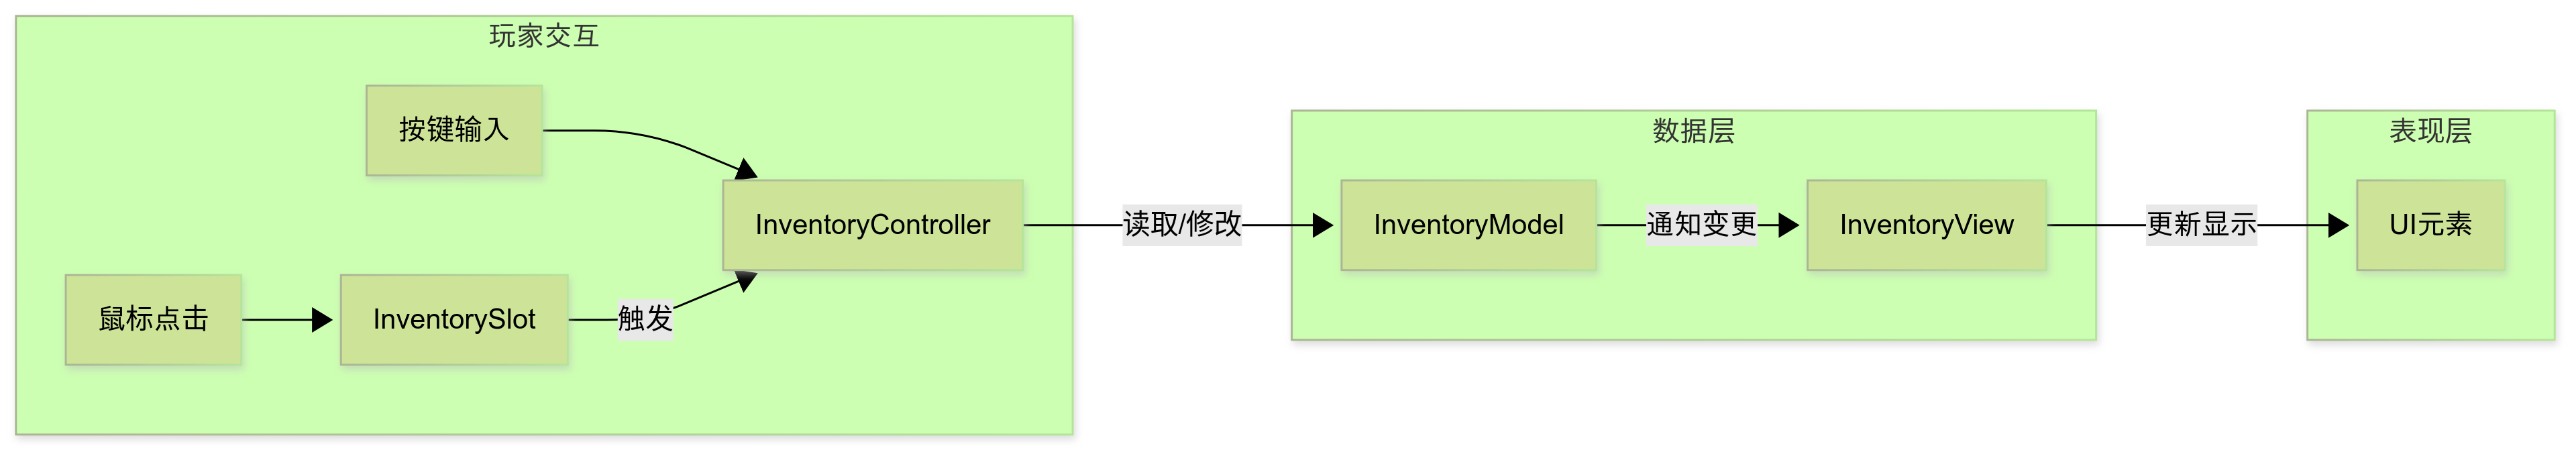 玩家交互
按键输入
鼠标点击
InventorySlot
触发
InventoryController
读取/修改
数据层
InventoryModel
通知变更
InventoryView
更新显示
表现层
UI元素